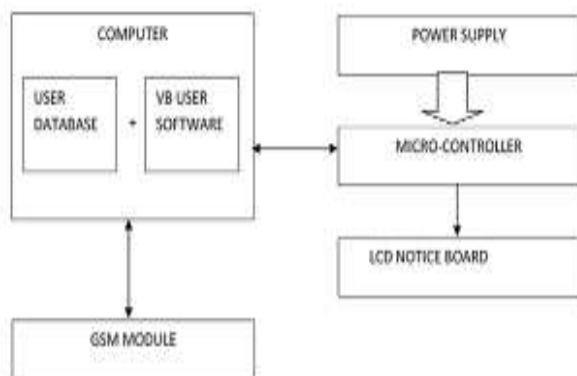 COMPUTER
USER
DATABASE
+
VB USER
SOFTWARE
POWER SUPPLY
MICRO-CONTROLLER
LCD NOTICE BOARD
GSM MODULE